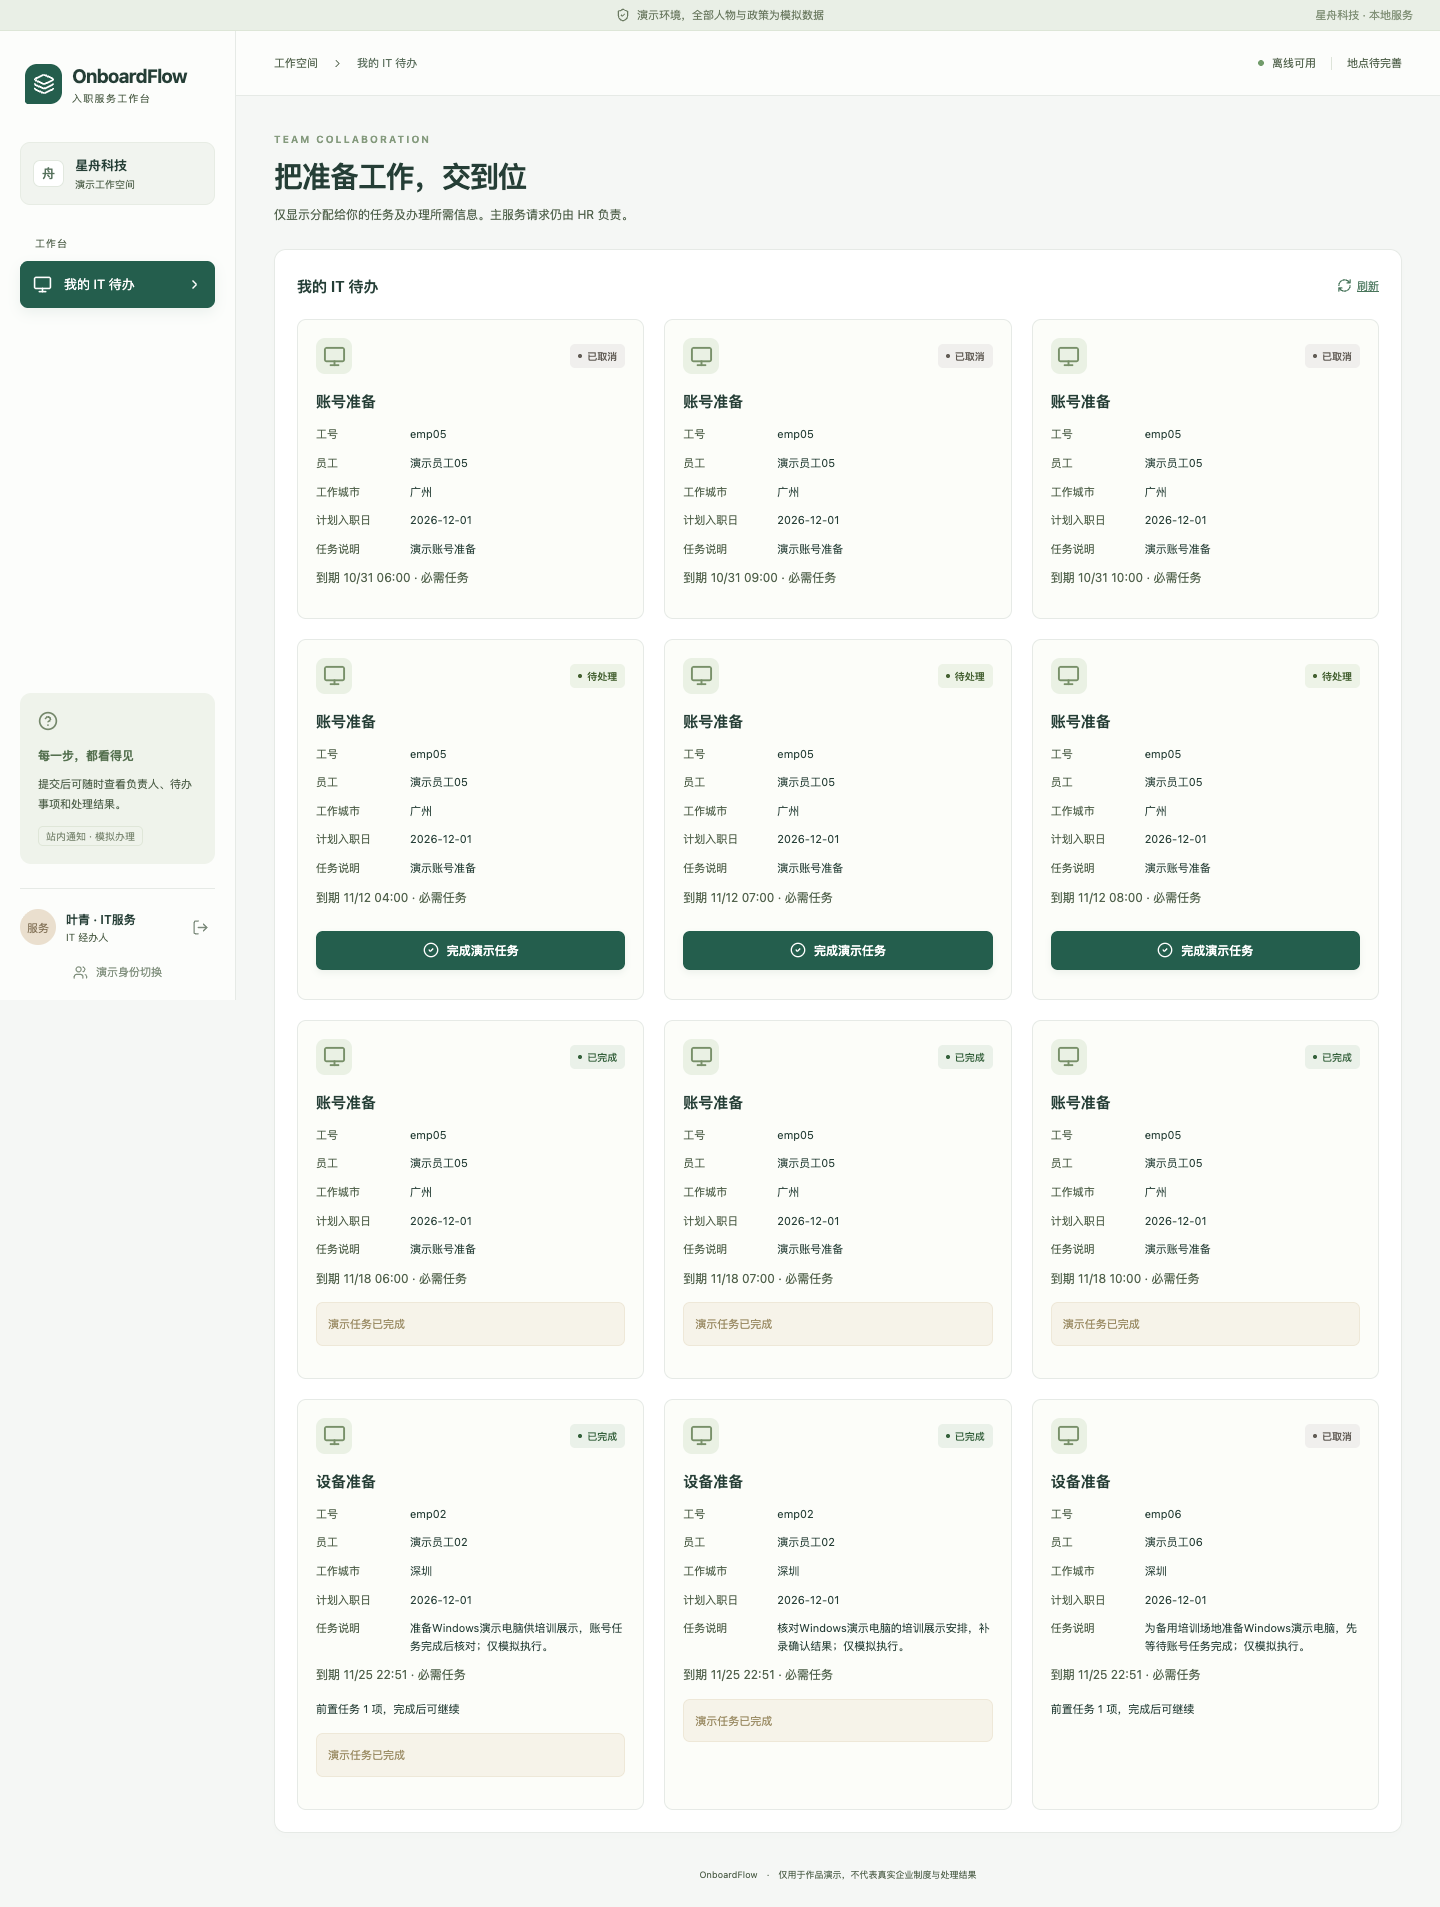 演示环境，全部人物与政策为模拟数据
星舟科技 · 本地服务
OnboardFlow
入职服务工作台
舟
星舟科技
演示工作空间
工作台
我的 IT 待办
每一步，都看得见
提交后可随时查看负责人、待办
事项和处理结果。
站内通知 · 模拟办理
服务
叶青 · IT服务
IT 经办人
演示身份切换
工作空间
我的 IT 待办
离线可用
地点待完善
TEAM COLLABORATION
把准备工作，交到位
仅显示分配给你的任务及办理所需信息。主服务请求仍由 HR 负责。
我的 IT 待办
刷新
已取消
账号准备
工号 emp05
员工 演示员工05
工作城市 广州
计划入职日 2026-12-01
任务说明 演示账号准备
到期 10/31 06:00 · 必需任务
已取消
账号准备
工号 emp05
员工 演示员工05
工作城市 广州
计划入职日 2026-12-01
任务说明 演示账号准备
到期 10/31 09:00 · 必需任务
已取消
账号准备
工号 emp05
员工 演示员工05
工作城市 广州
计划入职日 2026-12-01
任务说明 演示账号准备
到期 10/31 10:00 · 必需任务
待处理
账号准备
工号 emp05
员工 演示员工05
工作城市 广州
计划入职日 2026-12-01
任务说明 演示账号准备
到期 11/12 04:00 · 必需任务
完成演示任务
待处理
账号准备
工号 emp05
员工 演示员工05
工作城市 广州
计划入职日 2026-12-01
任务说明 演示账号准备
到期 11/12 07:00 · 必需任务
完成演示任务
待处理
账号准备
工号 emp05
员工 演示员工05
工作城市 广州
计划入职日 2026-12-01
任务说明 演示账号准备
到期 11/12 08:00 · 必需任务
完成演示任务
已完成
账号准备
工号 emp05
员工 演示员工05
工作城市 广州
计划入职日 2026-12-01
任务说明 演示账号准备
到期 11/18 06:00 · 必需任务
演示任务已完成
已完成
账号准备
工号 emp05
员工 演示员工05
工作城市 广州
计划入职日 2026-12-01
任务说明 演示账号准备
到期 11/18 07:00 · 必需任务
演示任务已完成
已完成
账号准备
工号 emp05
员工 演示员工05
工作城市 广州
计划入职日 2026-12-01
任务说明 演示账号准备
到期 11/18 10:00 · 必需任务
演示任务已完成
已完成
设备准备
工号 emp02
员工 演示员工02
工作城市 深圳
计划入职日 2026-12-01
任务说明 准备Windows演示电脑供培训展示，账号任
务完成后核对；仅模拟执行。
到期 11/25 22:51 · 必需任务
前置任务 1 项，完成后可继续
演示任务已完成
已完成
设备准备
工号 emp02
员工 演示员工02
工作城市 深圳
计划入职日 2026-12-01
任务说明 核对Windows演示电脑的培训展示安排，补
录确认结果；仅模拟执行。
到期 11/25 22:51 · 必需任务
演示任务已完成
已取消
设备准备
工号 emp06
员工 演示员工06
工作城市 深圳
计划入职日 2026-12-01
任务说明 为备用培训场地准备Windows演示电脑，先
等待账号任务完成；仅模拟执行。
到期 11/25 22:51 · 必需任务
前置任务 1 项，完成后可继续
OnboardFlow · 仅用于作品演示，不代表真实企业制度与处理结果